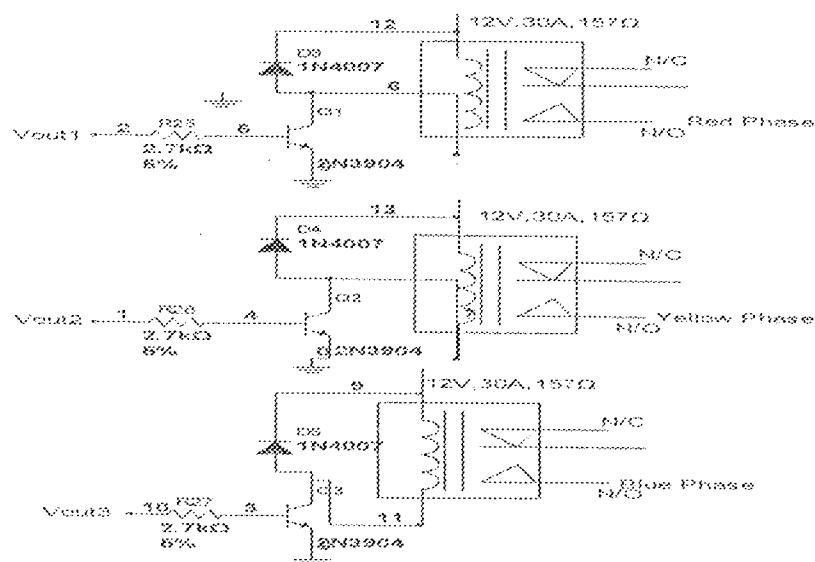 12
12V,30A,157Ω
D3
1N4007
N/C
6
Q1
Vout1
2
R25
5
2.7kΩ
5%
2N3904
N/O
Red Phase
13
12V,30A,157Ω
D4
1N4007
N/C
Q2
Vout2
1
R26
4
2.7kΩ
5%
2N3904
N/O
Yellow Phase
9
12V,30A,157Ω
D5
1N4007
N/C
Q3
Vout3
10
R27
3
2.7kΩ
5%
2N3904
11
N/O
Blue Phase